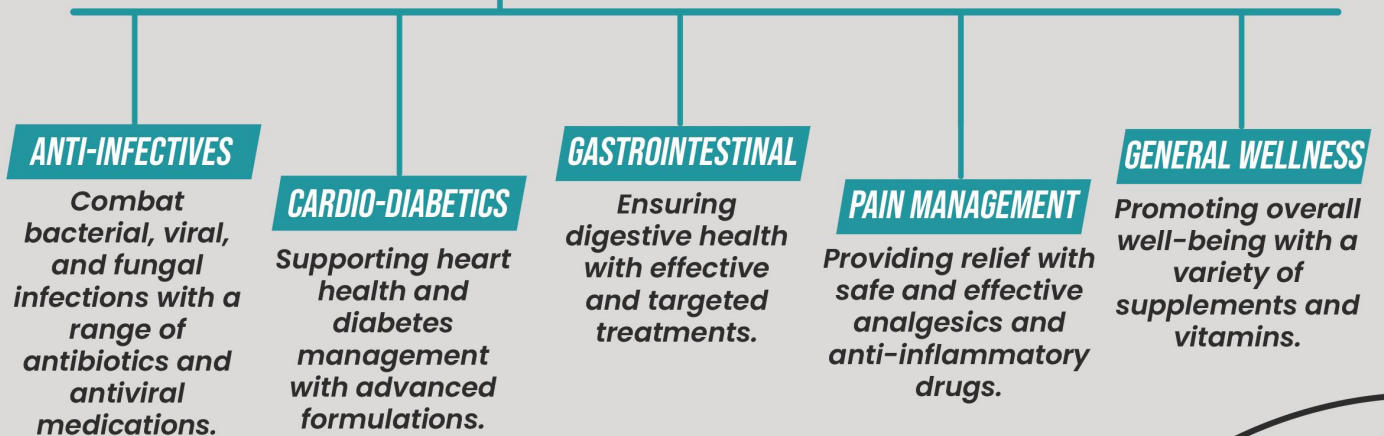 ANTI-INFECTIVES
Combat
bacterial, viral,
and fungal
infections with a
range of
antibiotics and
antiviral
medications.
CARDIO-DIABETICS
Supporting heart
health and
diabetes
management
with advanced
formulations.
GASTROINTESTINAL
Ensuring
digestive health
with effective
and targeted
treatments.
PAIN MANAGEMENT
Providing relief with
safe and effective
analgesics and
anti-inflammatory
drugs.
GENERAL WELLNESS
Promoting overall
well-being with a
variety of
supplements and
vitamins.